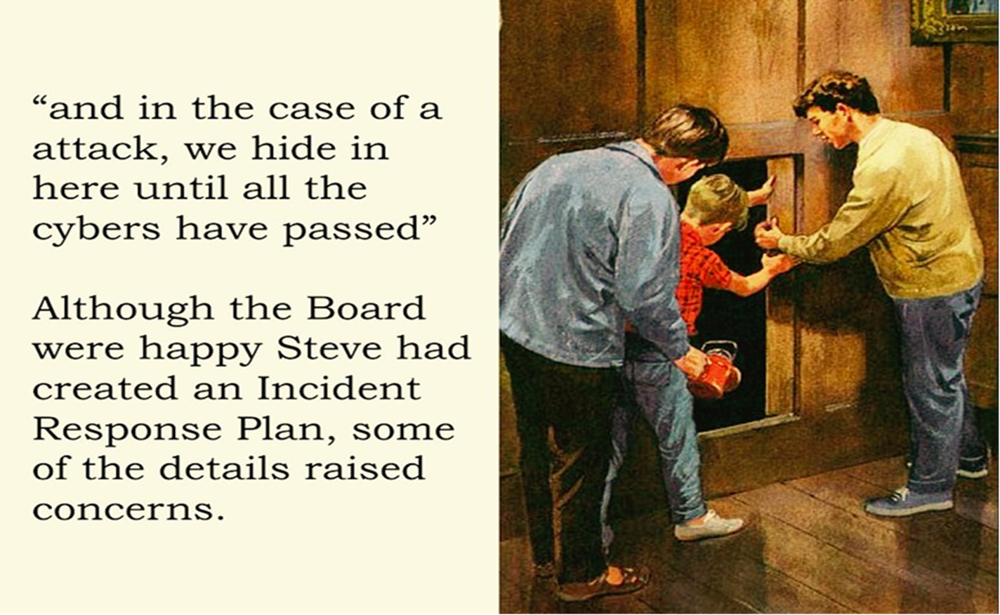 “and in the case of a
attack, we hide in
here until all the
cybers have passed”
Although the Board
were happy Steve had
created an Incident
Response Plan, some
of the details raised
concerns.